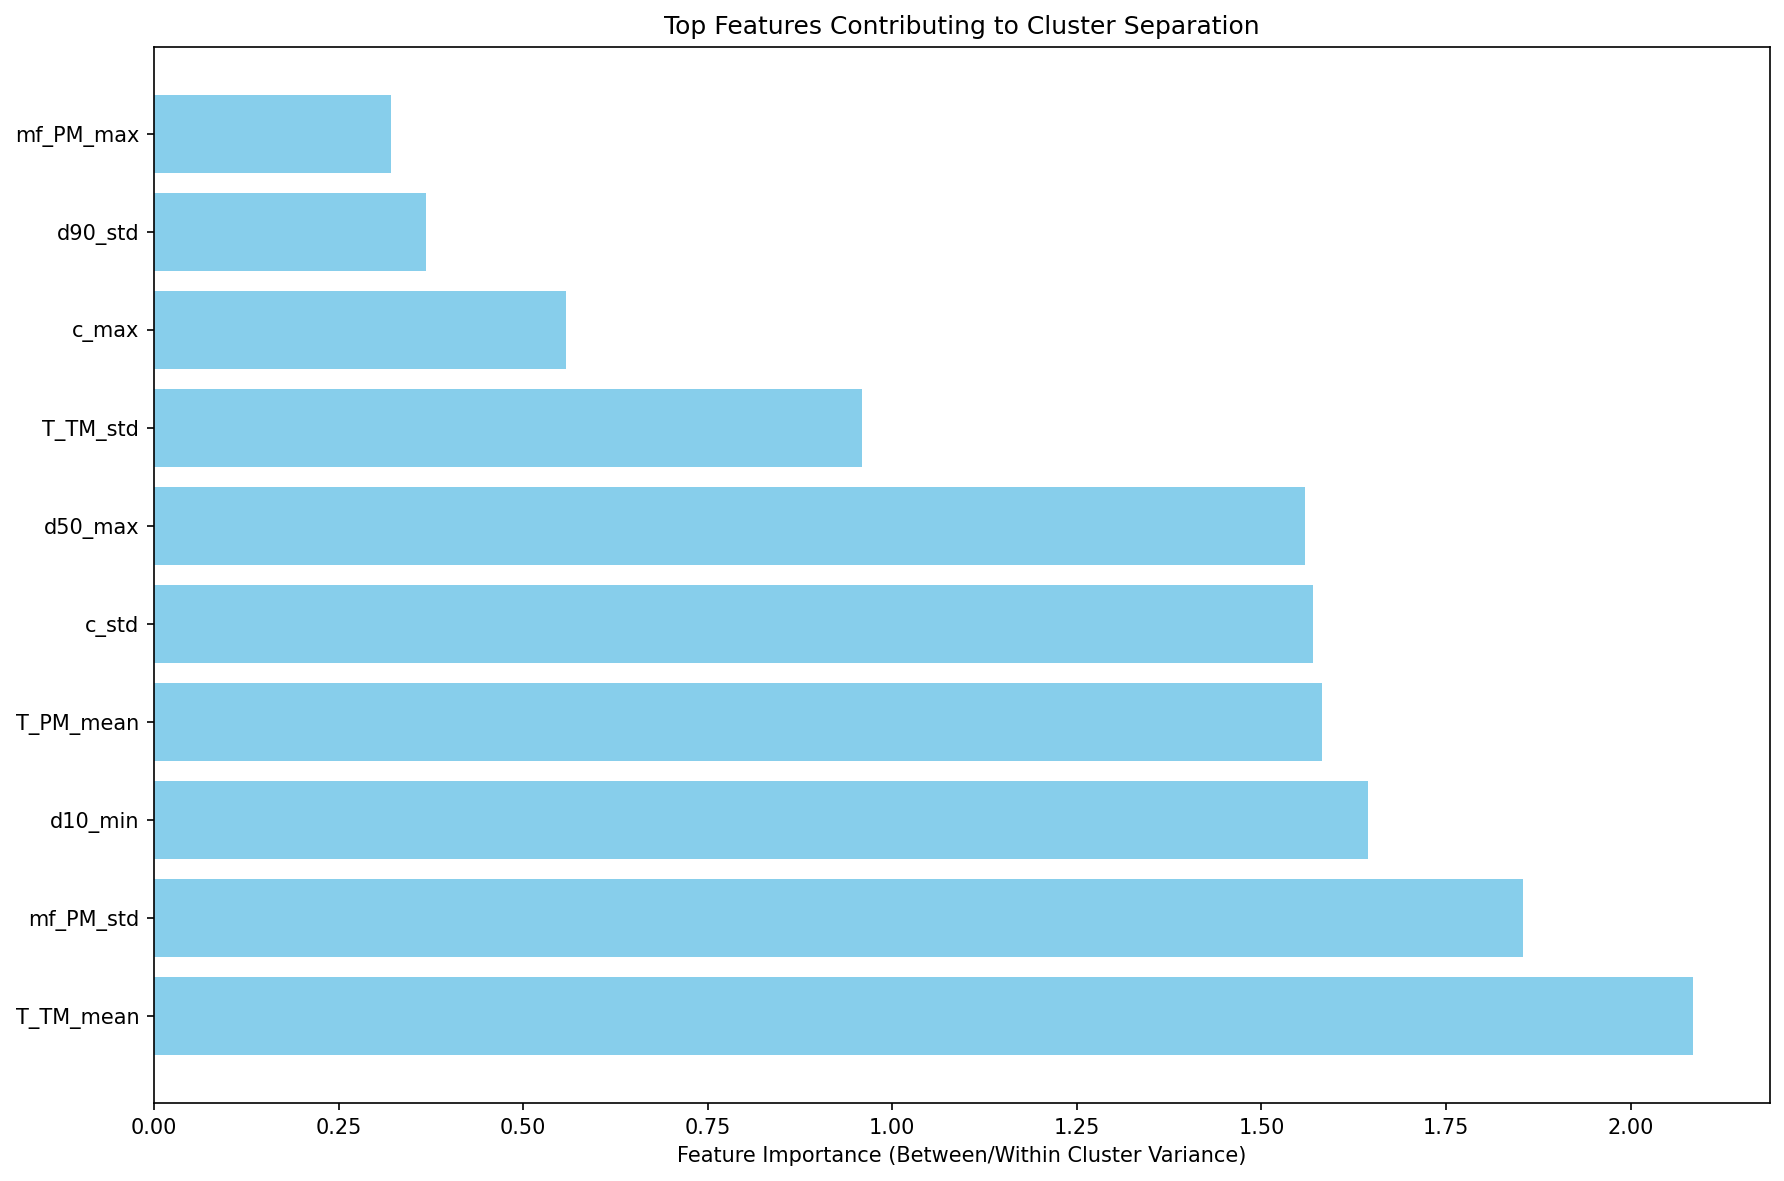 Top Features Contributing to Cluster Separation
mf_PM_max
d90_std
c_max
T_TM_std
d50_max
c_std
T_PM_mean
d10_min
mf_PM_std
T_TM_mean
0.00 0.25 0.50 0.75 1.00 1.25 1.50 1.75 2.00
Feature Importance (Between/Within Cluster Variance)